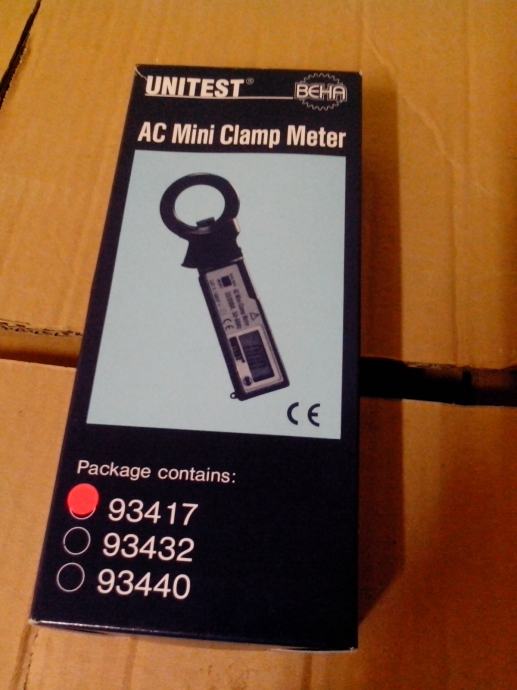 UNITEST®
BEHA
AC Mini Clamp Meter
CE
Package contains:
93417
93432
93440